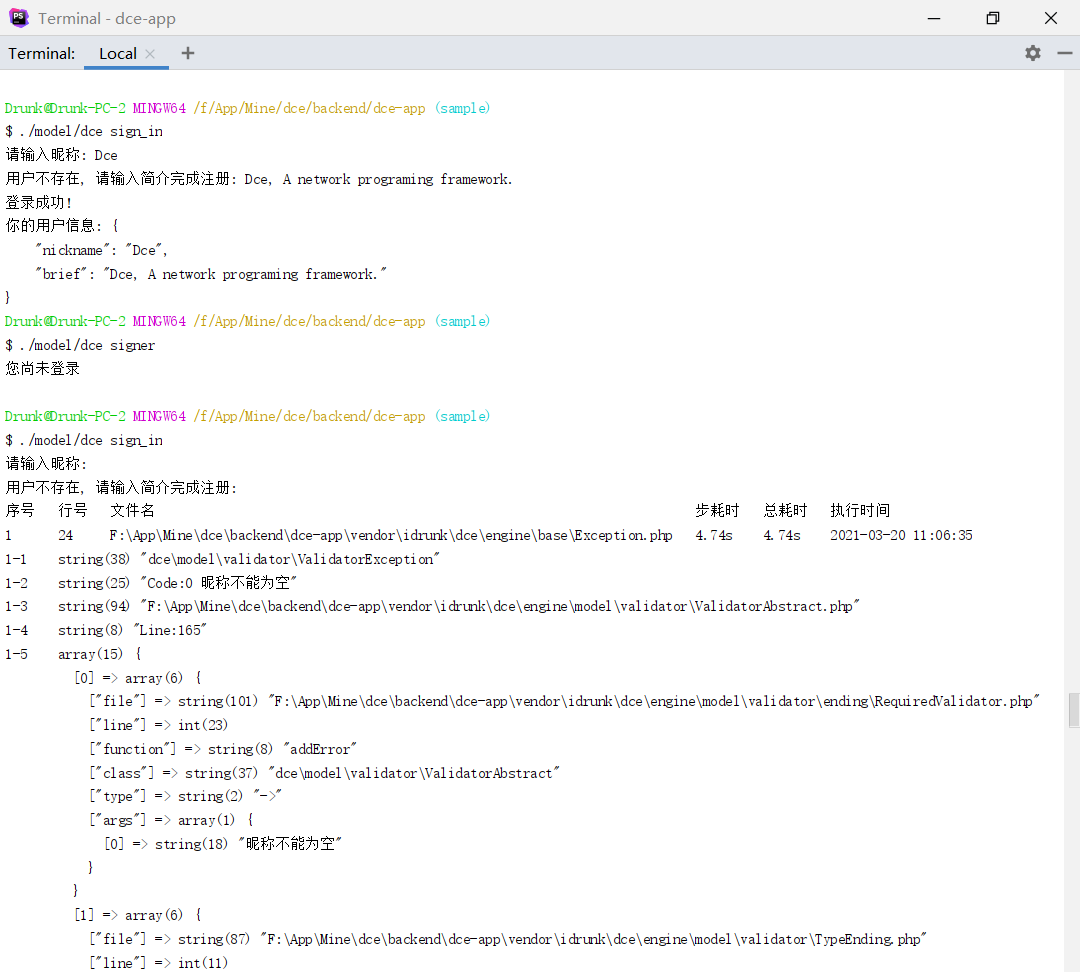 Terminal - dce-app
Terminal: Local
Drunk@Drunk-PC-2 MINGW64 /f/App/Mine/dce/backend/dce-app (sample)
$ ./model/dce sign_in
请输入昵称: Dce
用户不存在, 请输入简介完成注册: Dce, A network programing framework.
登录成功!
你的用户信息: {
    "nickname": "Dce",
    "brief": "Dce, A network programing framework."
}
Drunk@Drunk-PC-2 MINGW64 /f/App/Mine/dce/backend/dce-app (sample)
$ ./model/dce signer
您尚未登录
Drunk@Drunk-PC-2 MINGW64 /f/App/Mine/dce/backend/dce-app (sample)
$ ./model/dce sign_in
请输入昵称:
用户不存在, 请输入简介完成注册:
序号 行号 文件名 步耗时 总耗时 执行时间
1 24 F:\App\Mine\dce\backend\dce-app\vendor\idrunk\dce\engine\base\Exception.php 4.74s 4.74s 2021-03-20 11:06:35
1-1 string(38) "dce\model\validator\ValidatorException"
1-2 string(25) "Code:0 昵称不能为空"
1-3 string(94) "F:\App\Mine\dce\backend\dce-app\vendor\idrunk\dce\engine\model\validator\ValidatorAbstract.php"
1-4 string(8) "Line:165"
1-5 array(15) {
[0] => array(6) {
["file"] => string(101) "F:\App\Mine\dce\backend\dce-app\vendor\idrunk\dce\engine\model\validator\ending\RequiredValidator.php"
["line"] => int(23)
["function"] => string(8) "addError"
["class"] => string(37) "dce\model\validator\ValidatorAbstract"
["type"] => string(2) "->"
["args"] => array(1) {
[0] => string(18) "昵称不能为空"
}
}
[1] => array(6) {
["file"] => string(87) "F:\App\Mine\dce\backend\dce-app\vendor\idrunk\dce\engine\model\validator\TypeEnding.php"
["line"] => int(11)